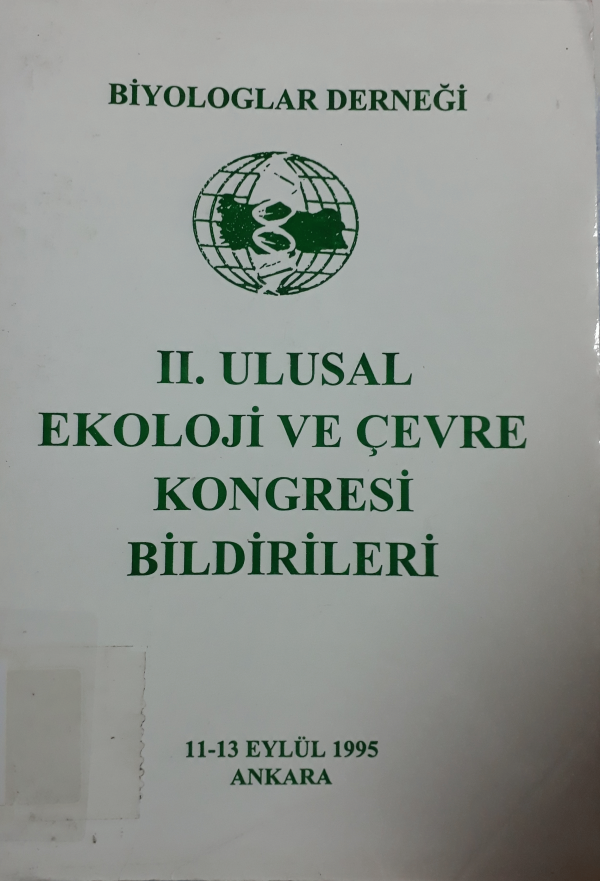 BİYOLOGLAR DERNEĞİ
II. ULUSAL
EKOLOJİ VE ÇEVRE
KONGRESİ
BİLDİRİLERİ
11-13 EYLÜL 1995
ANKARA